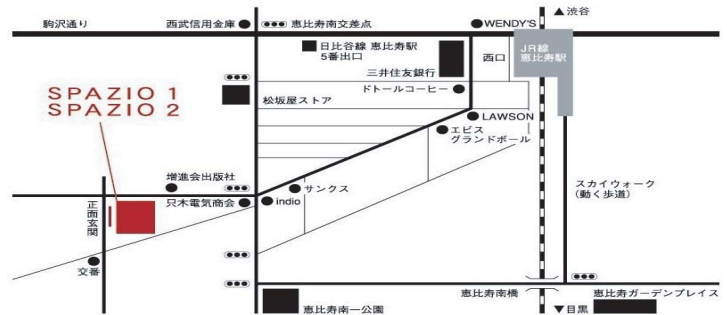 駒沢通り
西武信用金庫
恵比寿南交差点
WENDY'S
▲渋谷
日比谷線 恵比寿駅
5番出口
三井住友銀行
西口
JR線
恵比寿駅
ドトールコーヒー
松坂屋ストア
SPAZIO 1
SPAZIO 2
LAWSON
エビス
グランドボール
増進会出版社
サンクス
スカイウォーク
(動く歩道)
只木電気商会
indio
正面玄関
交番
恵比寿南橋
恵比寿ガーデンプレイス
恵比寿南一公園
▼目黒